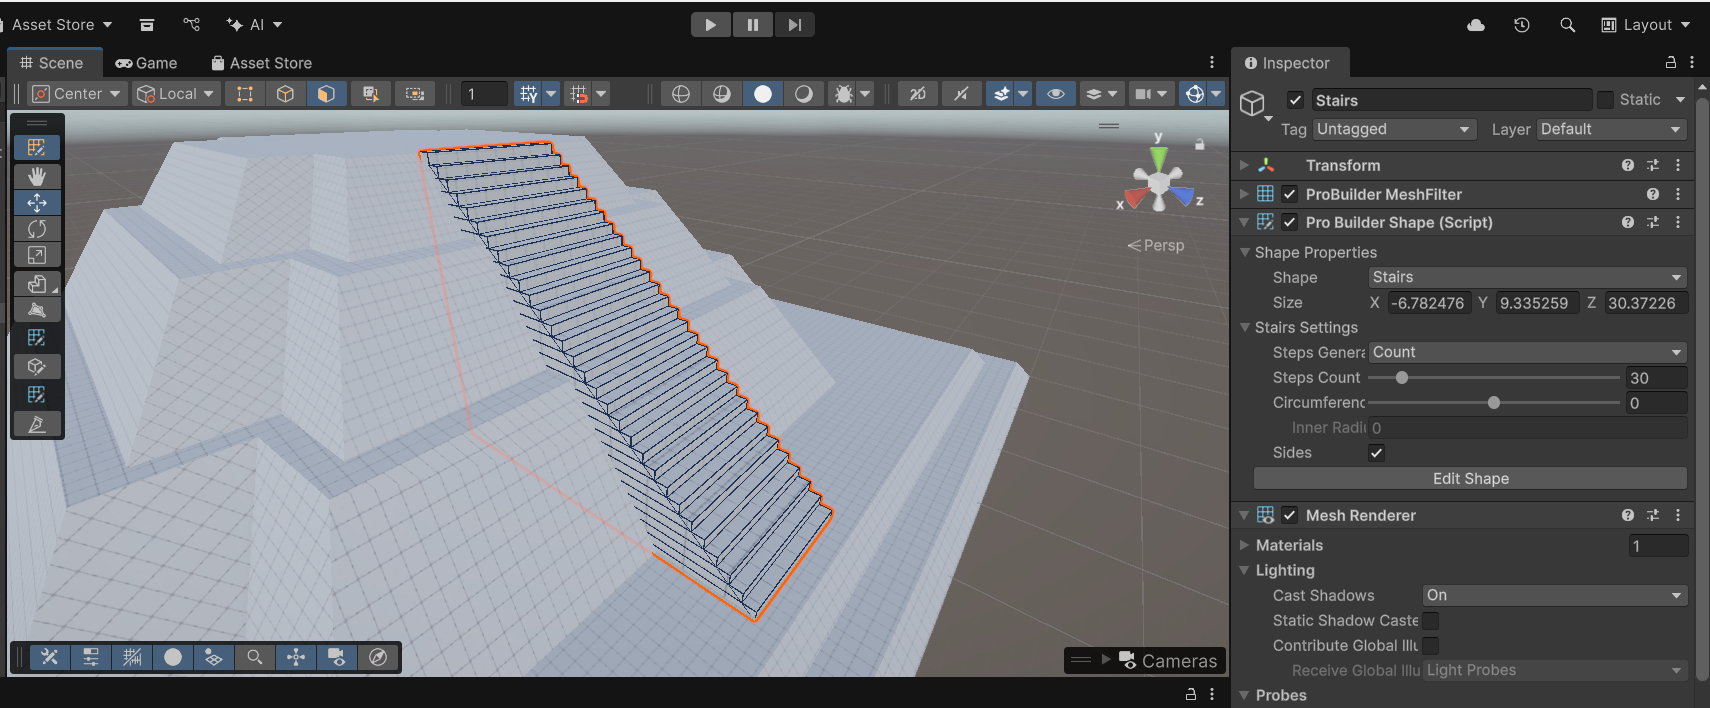 Asset Store
AI
Layout
Scene
Game
Asset Store
Inspector
Center
Local
1
2D
Stairs
Static
Tag
Untagged
Layer
Default
y
x
z
Persp
Transform
ProBuilder MeshFilter
Pro Builder Shape (Script)
Shape Properties
Shape
Stairs
Size
X
-6.782476
Y
9.335259
Z
30.37226
Stairs Settings
Steps Genera
Count
Steps Count
30
Circumferenc
0
Inner Radi
0
Sides
Edit Shape
Mesh Renderer
Materials
1
Lighting
Cast Shadows
On
Static Shadow Caste
Contribute Global Illu
Receive Global Illu
Light Probes
Probes
Cameras